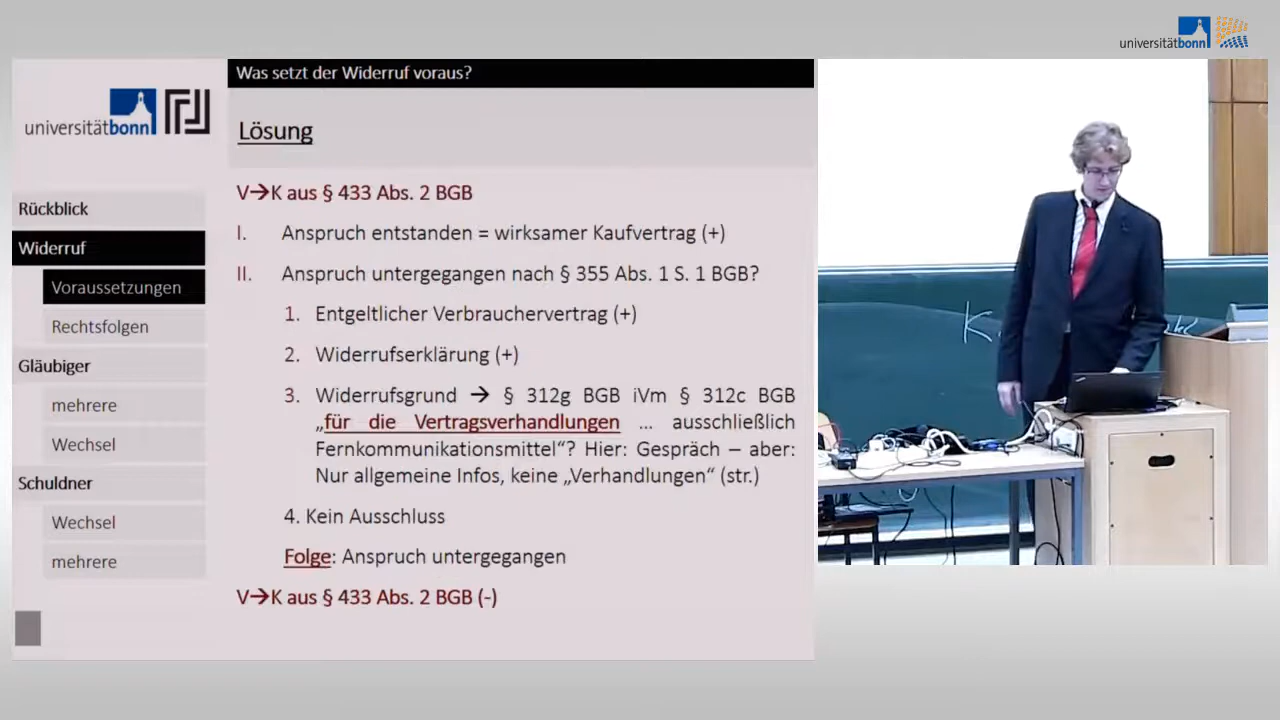 universitätbonn
Was setzt der Widerruf voraus?
universitätbonn
Lösung
Rückblick
Widerruf
Voraussetzungen
Rechtsfolgen
Gläubiger
mehrere
Wechsel
Schuldner
Wechsel
mehrere
V→K aus § 433 Abs. 2 BGB
I. Anspruch entstanden = wirksamer Kaufvertrag (+)
II. Anspruch untergegangen nach § 355 Abs. 1 S. 1 BGB?
1. Entgeltlicher Verbrauchervertrag (+)
2. Widerrufserklärung (+)
3. Widerrufsgrund → § 312g BGB iVm § 312c BGB
„für die Vertragsverhandlungen ... ausschließlich
Fernkommunikationsmittel“? Hier: Gespräch – aber:
Nur allgemeine Infos, keine „Verhandlungen“ (str.)
4. Kein Ausschluss
Folge: Anspruch untergegangen
V→K aus § 433 Abs. 2 BGB (-)